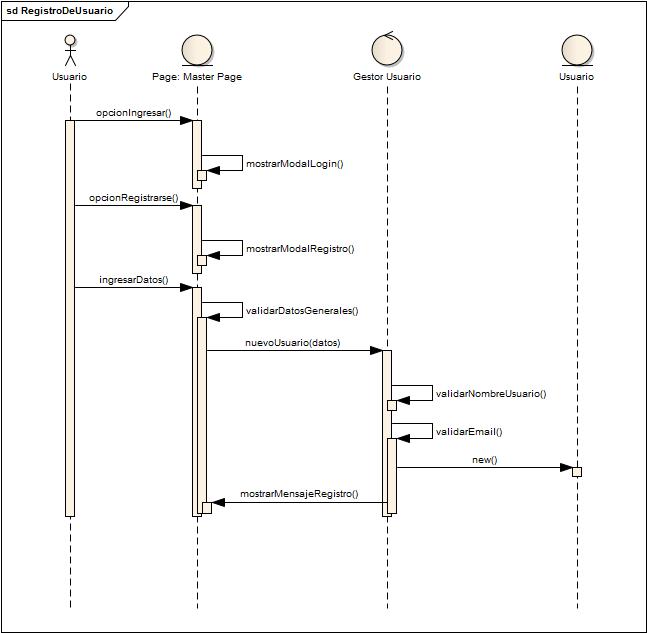 sd RegistroDeUsuario
Usuario
Page: Master Page
Gestor Usuario
Usuario
opcionIngresar()
mostrarModalLogin()
opcionRegistrarse()
mostrarModalRegistro()
ingresarDatos()
validarDatosGenerales()
nuevoUsuario(datos)
validarNombreUsuario()
validarEmail()
new()
mostrarMensajeRegistro()